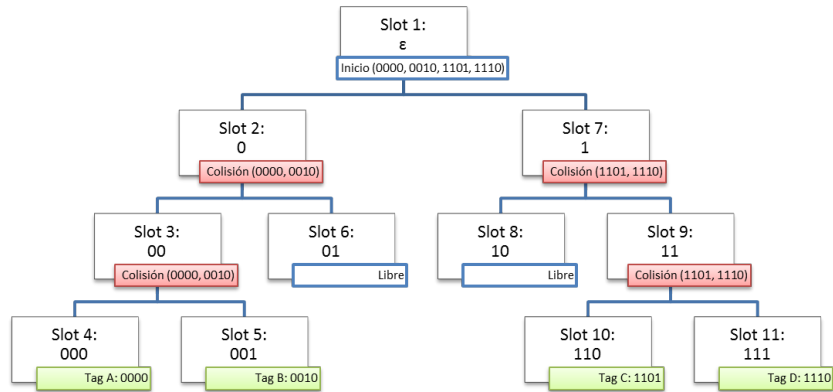 Slot 1:
ε
Inicio (0000, 0010, 1101, 1110)
Slot 2:
0
Colisión (0000, 0010)
Slot 7:
1
Colisión (1101, 1110)
Slot 3:
00
Colisión (0000, 0010)
Slot 6:
01
Libre
Slot 8:
10
Libre
Slot 9:
11
Colisión (1101, 1110)
Slot 4:
000
Tag A: 0000
Slot 5:
001
Tag B: 0010
Slot 10:
110
Tag C: 1101
Slot 11:
111
Tag D: 1110